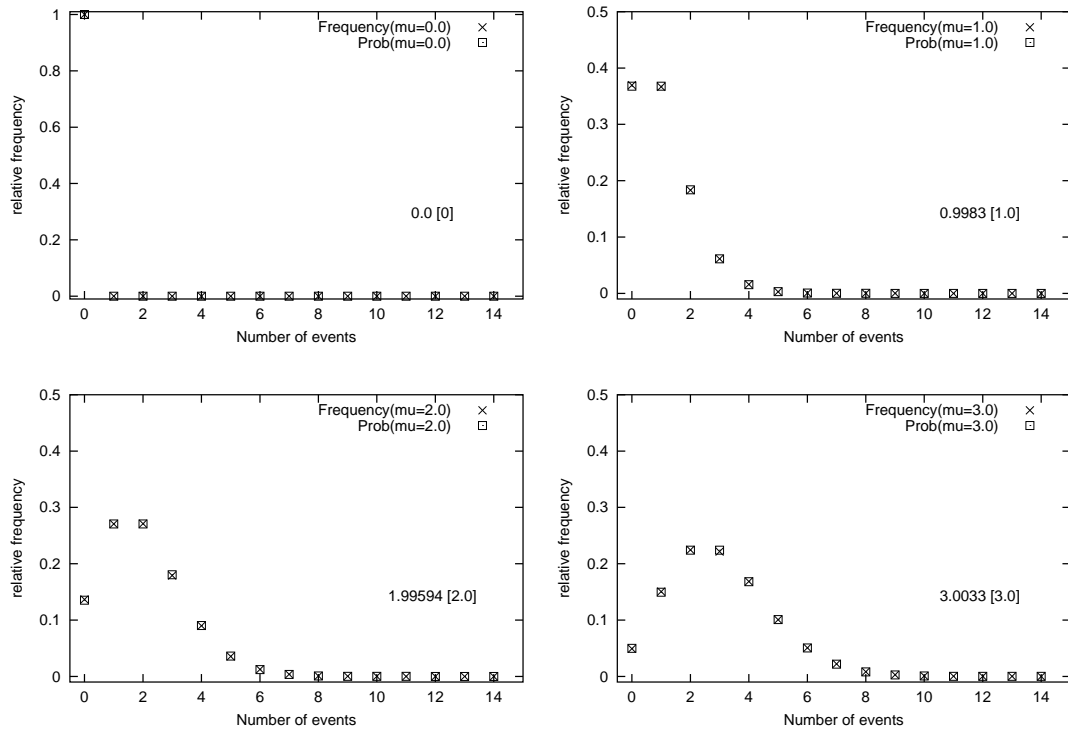 Frequency(mu=0.0)
Prob(mu=0.0)
1
0.8
0.6
0.4
0.2
0
relative frequency
0.0 [0]
0 2 4 6 8 10 12 14
Number of events
Frequency(mu=1.0)
Prob(mu=1.0)
0.5
0.4
0.3
0.2
0.1
0
relative frequency
0.9983 [1.0]
0 2 4 6 8 10 12 14
Number of events
Frequency(mu=2.0)
Prob(mu=2.0)
0.5
0.4
0.3
0.2
0.1
0
relative frequency
1.99594 [2.0]
0 2 4 6 8 10 12 14
Number of events
Frequency(mu=3.0)
Prob(mu=3.0)
0.5
0.4
0.3
0.2
0.1
0
relative frequency
3.0033 [3.0]
0 2 4 6 8 10 12 14
Number of events